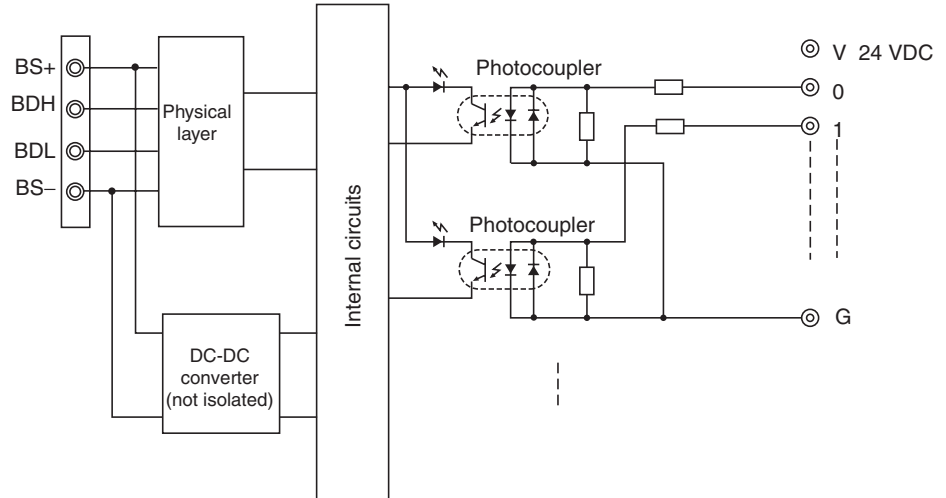 BS+
BDH
BDL
BS−
Physical
layer
DC-DC
converter
(not isolated)
Internal circuits
Photocoupler
Photocoupler
V 24 VDC
0
1
G